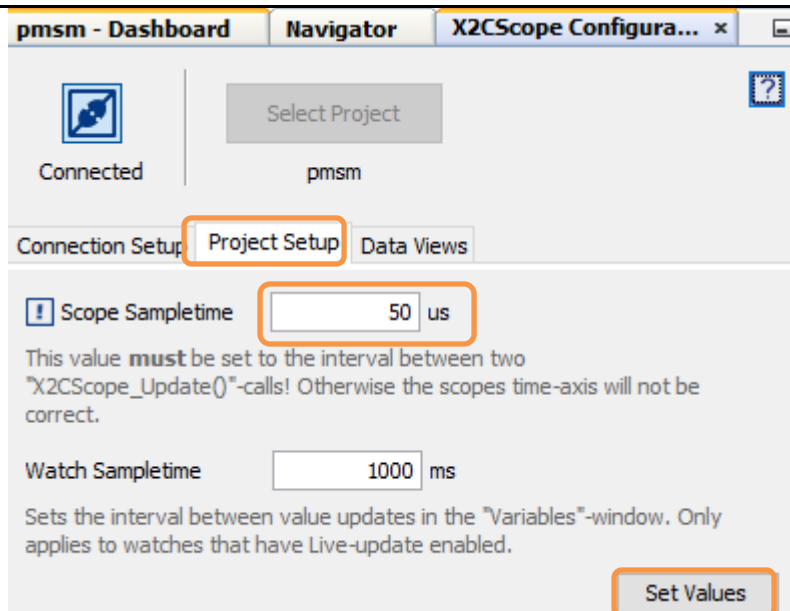 pmsm - Dashboard Navigator X2CScope Configura... ×
Select Project
?
Connected pmsm
Connection Setup Project Setup Data Views
! Scope Sampletime 50 us
This value must be set to the interval between two
"X2CScope_Update()"-calls! Otherwise the scopes time-axis will not be
correct.
Watch Sampletime 1000 ms
Sets the interval between value updates in the "Variables"-window. Only
applies to watches that have Live-update enabled.
Set Values